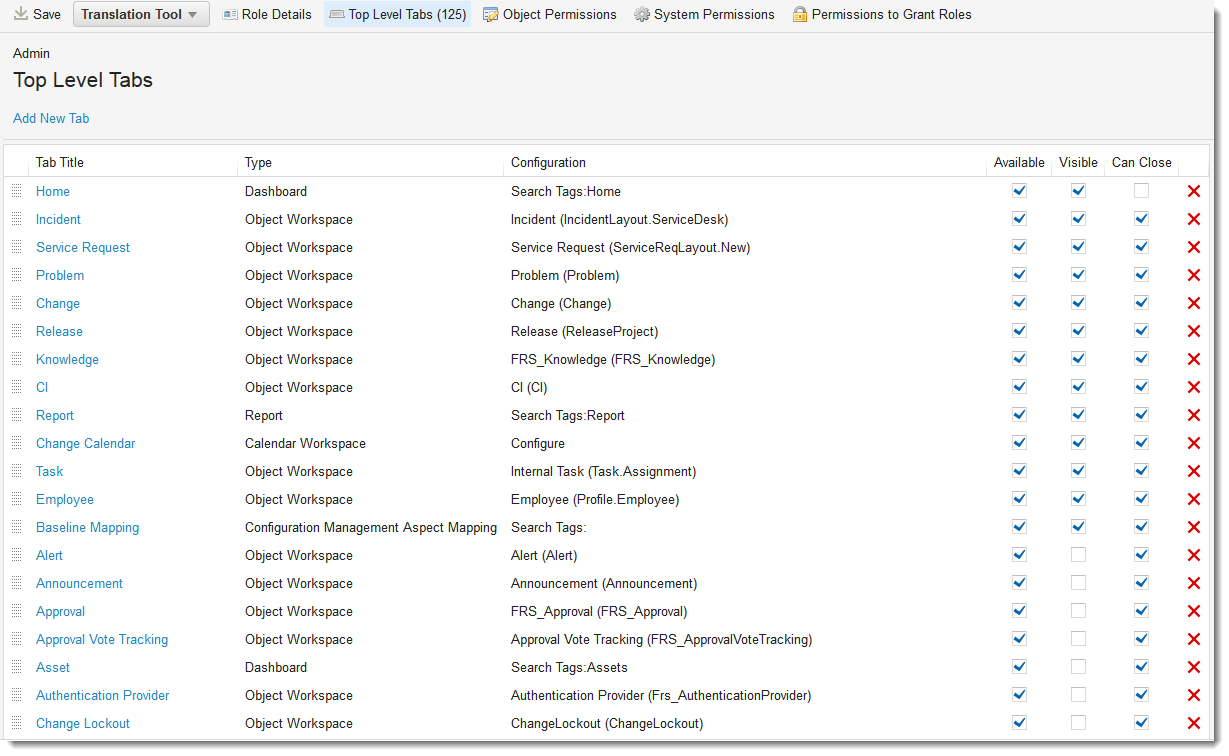 Save Translation Tool Role Details Top Level Tabs (125) Object Permissions System Permissions Permissions to Grant Roles
Admin
Top Level Tabs
Add New Tab
Tab Title Type Configuration Available Visible Can Close
Home Dashboard Search Tags:Home
Incident Object Workspace Incident (IncidentLayout.ServiceDesk)
Service Request Object Workspace Service Request (ServiceReqLayout.New)
Problem Object Workspace Problem (Problem)
Change Object Workspace Change (Change)
Release Object Workspace Release (ReleaseProject)
Knowledge Object Workspace FRS_Knowledge (FRS_Knowledge)
CI Object Workspace CI (CI)
Report Report Search Tags:Report
Change Calendar Calendar Workspace Configure
Task Object Workspace Internal Task (Task.Assignment)
Employee Object Workspace Employee (Profile.Employee)
Baseline Mapping Configuration Management Aspect Mapping Search Tags:
Alert Object Workspace Alert (Alert)
Announcement Object Workspace Announcement (Announcement)
Approval Object Workspace FRS_Approval (FRS_Approval)
Approval Vote Tracking Object Workspace Approval Vote Tracking (FRS_ApprovalVoteTracking)
Asset Dashboard Search Tags:Assets
Authentication Provider Object Workspace Authentication Provider (Frs_AuthenticationProvider)
Change Lockout Object Workspace ChangeLockout (ChangeLockout)